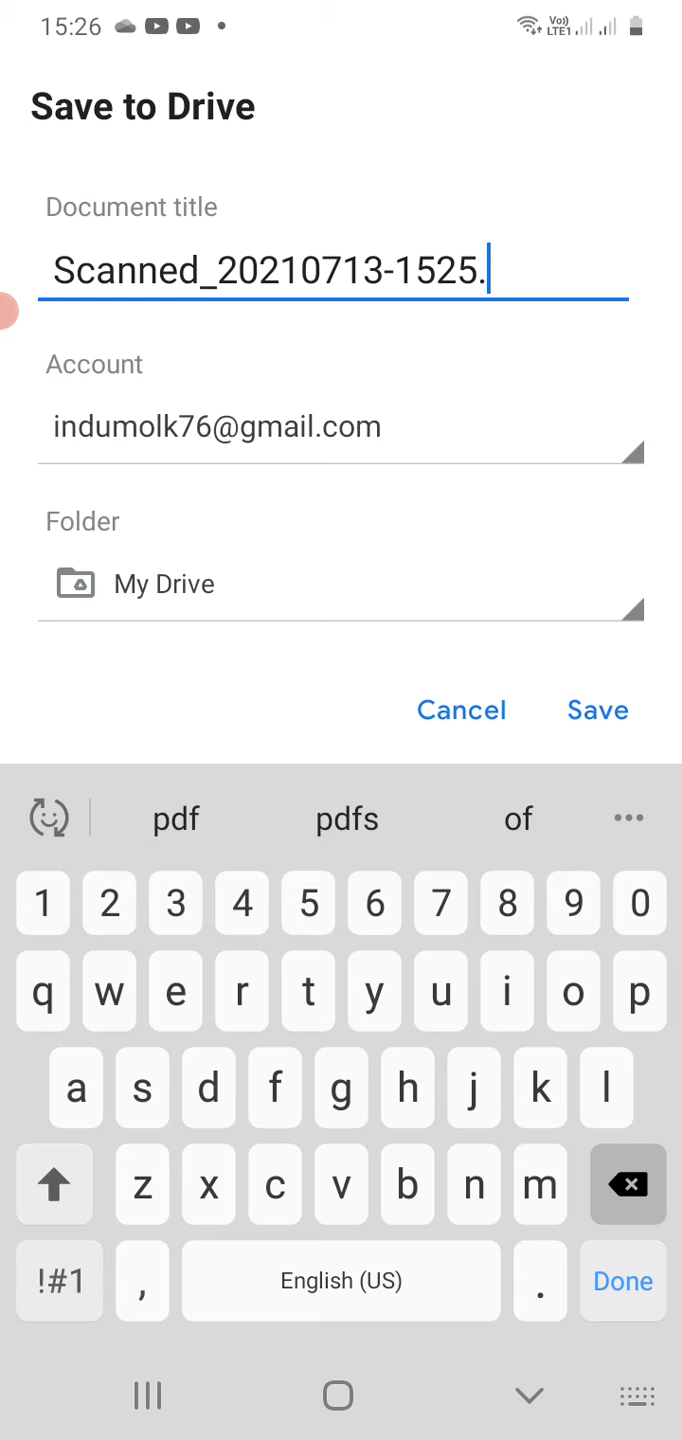 15:26 Vo)) LTE1
Save to Drive
Document title
Scanned_20210713-1525.
Account
indumolk76@gmail.com
Folder
My Drive
Cancel Save
pdf pdfs of •••
1 2 3 4 5 6 7 8 9 0
q w e r t y u i o p
a s d f g h j k l
z x c v b n m
!#1 , English (US) . Done